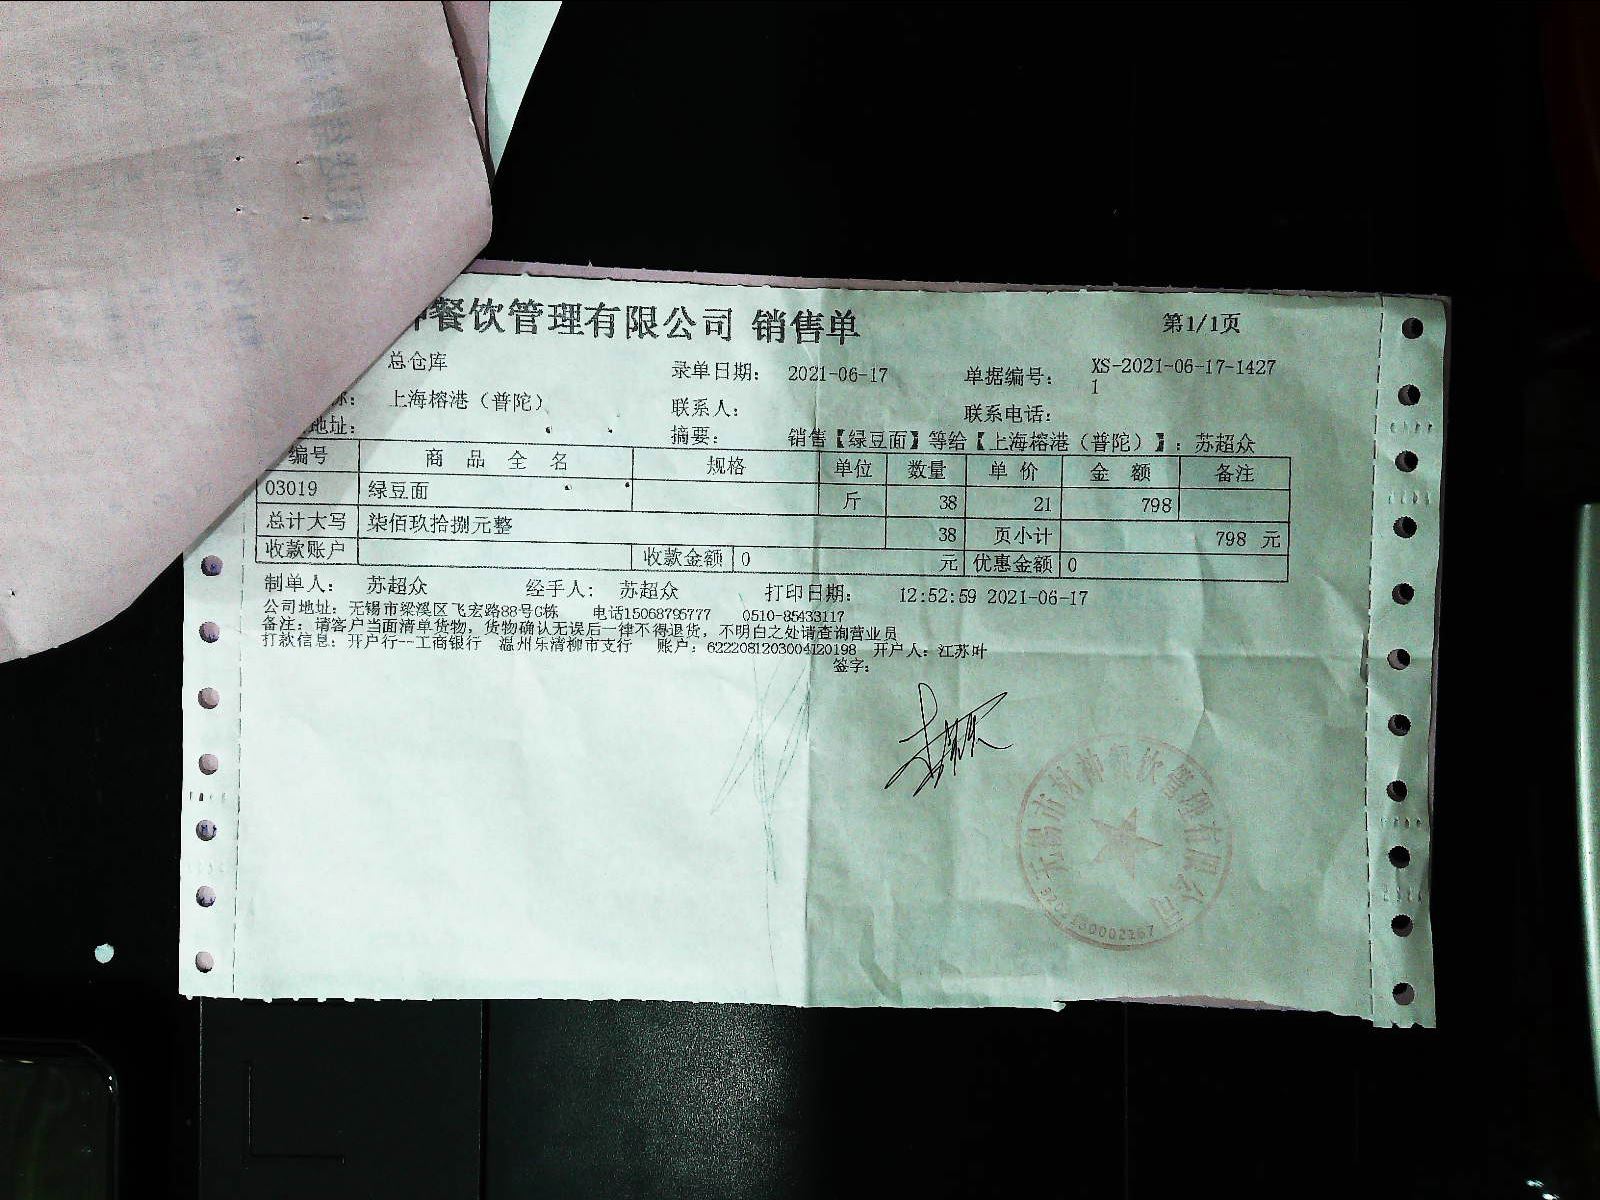 餐饮管理有限公司 销售单 第1/1页
总仓库 录单日期: 2021-06-17 单据编号: XS-2021-06-17-1427
1
称: 上海榕港（普陀） 联系人: 联系电话:
地址: 摘要: 销售【绿豆面】等给【上海榕港（普陀）】: 苏超众
编号 商 品 全 名 规格 单位 数量 单 价 金 额 备注
03019 绿豆面 斤 38 21 798
总计大写 柒佰玖拾捌元整 38 页小计 798 元
收款账户 收款金额 0 元 优惠金额 0
制单人: 苏超众 经手人: 苏超众 打印日期: 12:52:59 2021-06-17
公司地址: 无锡市梁溪区飞宏路88号G栋 电话15068795777 0510-85433117
备注: 请客户当面清单货物, 货物确认无误后一律不得退货, 不明白之处请查询营业员
打款信息: 开户行--工商银行 温州乐清柳市支行 账户: 6222081203004120198 开户人: 江苏叶
签字:
餐饮管理有限公司